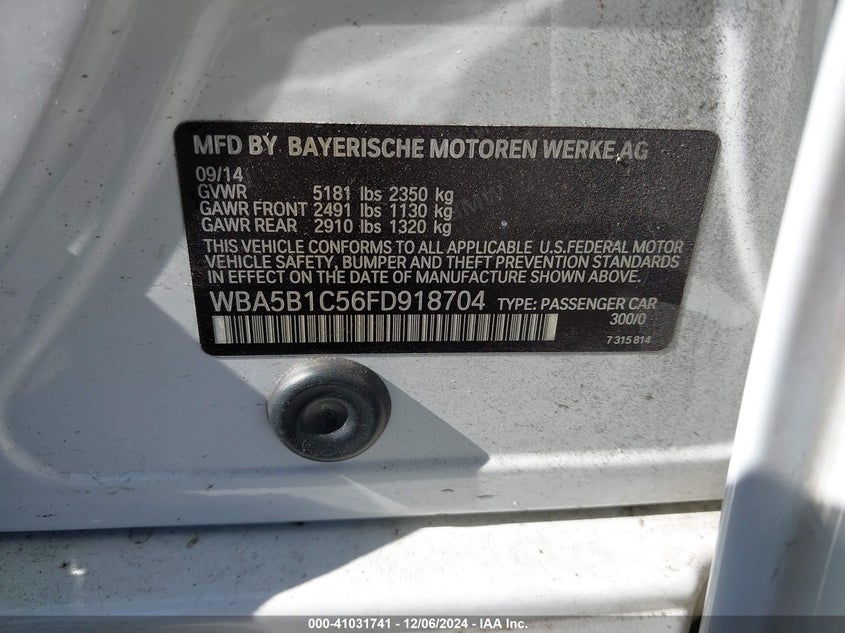 MFD BY BAYERISCHE MOTOREN WERKE AG
09/14
GVWR 5181 lbs 2350 kg
GAWR FRONT 2491 lbs 1130 kg
GAWR REAR 2910 lbs 1320 kg
THIS VEHICLE CONFORMS TO ALL APPLICABLE U.S.FEDERAL MOTOR
VEHICLE SAFETY, BUMPER AND THEFT PREVENTION STANDARDS
IN EFFECT ON THE DATE OF MANUFACTURE SHOWN ABOVE.
WBA5B1C56FD918704 TYPE: PASSENGER CAR
300/0
7 315 814
000-41031741 - 12/06/2024 - IAA Inc.